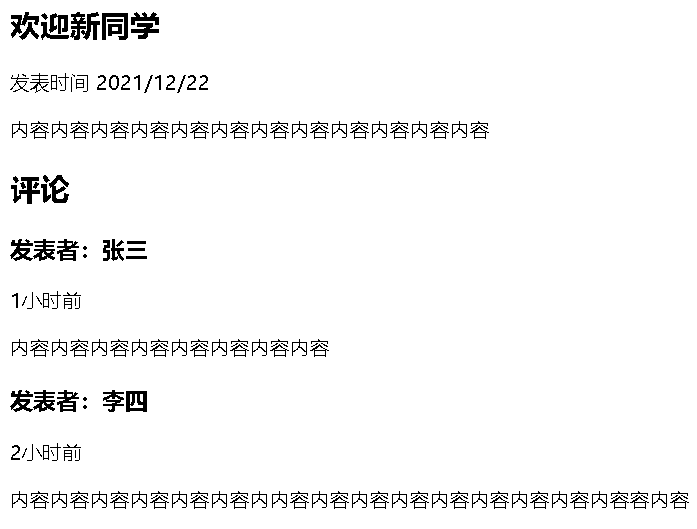 欢迎新同学
发表时间 2021/12/22
内容内容内容内容内容内容内容内容内容内容内容内容
评论
发表者：张三
1小时前
内容内容内容内容内容内容内容内容
发表者：李四
2小时前
内容内容内容内容内容内容内内容内容内容内容内容内容内容内容内容容内容